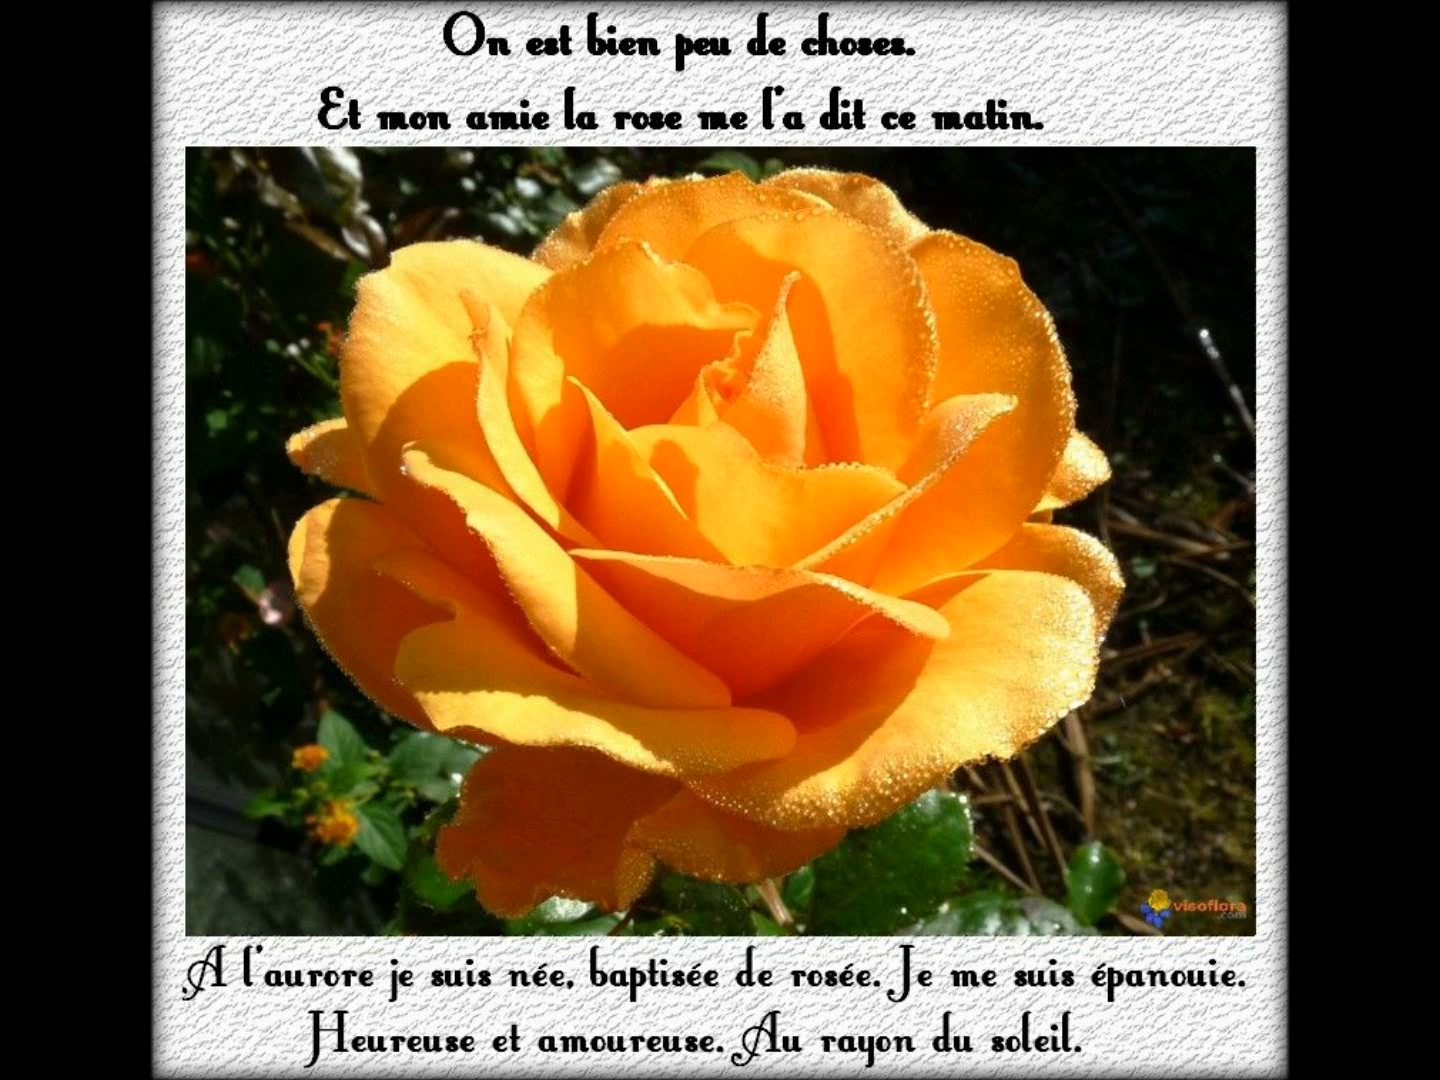 On est bien peu de choses.
Et mon amie la rose me l'a dit ce matin.
visoflora
.com
A l'aurore je suis née, baptisée de rosée. Je me suis épanouie.
Heureuse et amoureuse. Au rayon du soleil.